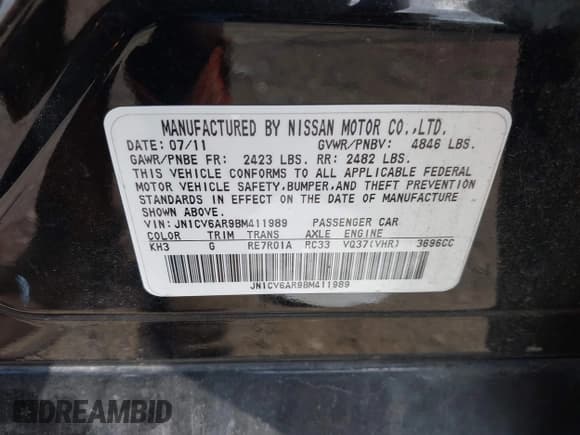 MANUFACTURED BY NISSAN MOTOR CO.,LTD.
DATE: 07/11 GVWR/PNBV: 4846 LBS.
GAWR/PNBE FR: 2423 LBS. RR: 2482 LBS.
THIS VEHICLE CONFORMS TO ALL APPLICABLE FEDERAL
MOTOR VEHICLE SAFETY,BUMPER,AND THEFT PREVENTION
STANDARDS IN EFFECT ON THE DATE OF MANUFACTURE
SHOWN ABOVE.
VIN: JN1CV6AR9BM411989 PASSENGER CAR
COLOR TRIM TRANS AXLE ENGINE
KH3 G RE7R01A RC33 VQ37(VHR) 3696CC
JN1CV6AR9BM411989
DREAMBID